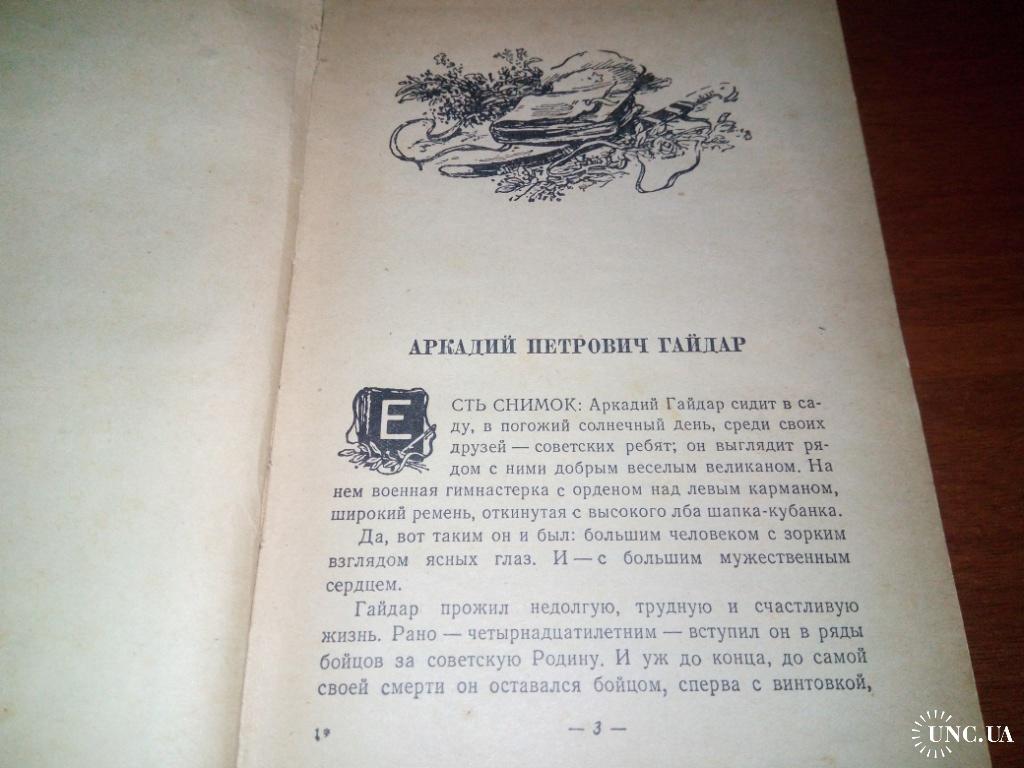 АРКАДИЙ ПЕТРОВИЧ ГАЙДАР
ЕСТЬ СНИМОК: Аркадий Гайдар сидит в са-
ду, в погожий солнечный день, среди своих
друзей — советских ребят; он выглядит ря-
дом с ними добрым веселым великаном. На
нем военная гимнастерка с орденом над левым карманом,
широкий ремень, откинутая с высокого лба шапка-кубанка.
Да, вот таким он и был: большим человеком с зорким
взглядом ясных глаз. И — с большим мужественным
сердцем.
Гайдар прожил недолгую, трудную и счастливую
жизнь. Рано — четырнадцатилетним — вступил он в ряды
бойцов за советскую Родину. И уж до конца, до самой
своей смерти он оставался бойцом, сперва с винтовкой,
1* — 3 —
UNC.UA